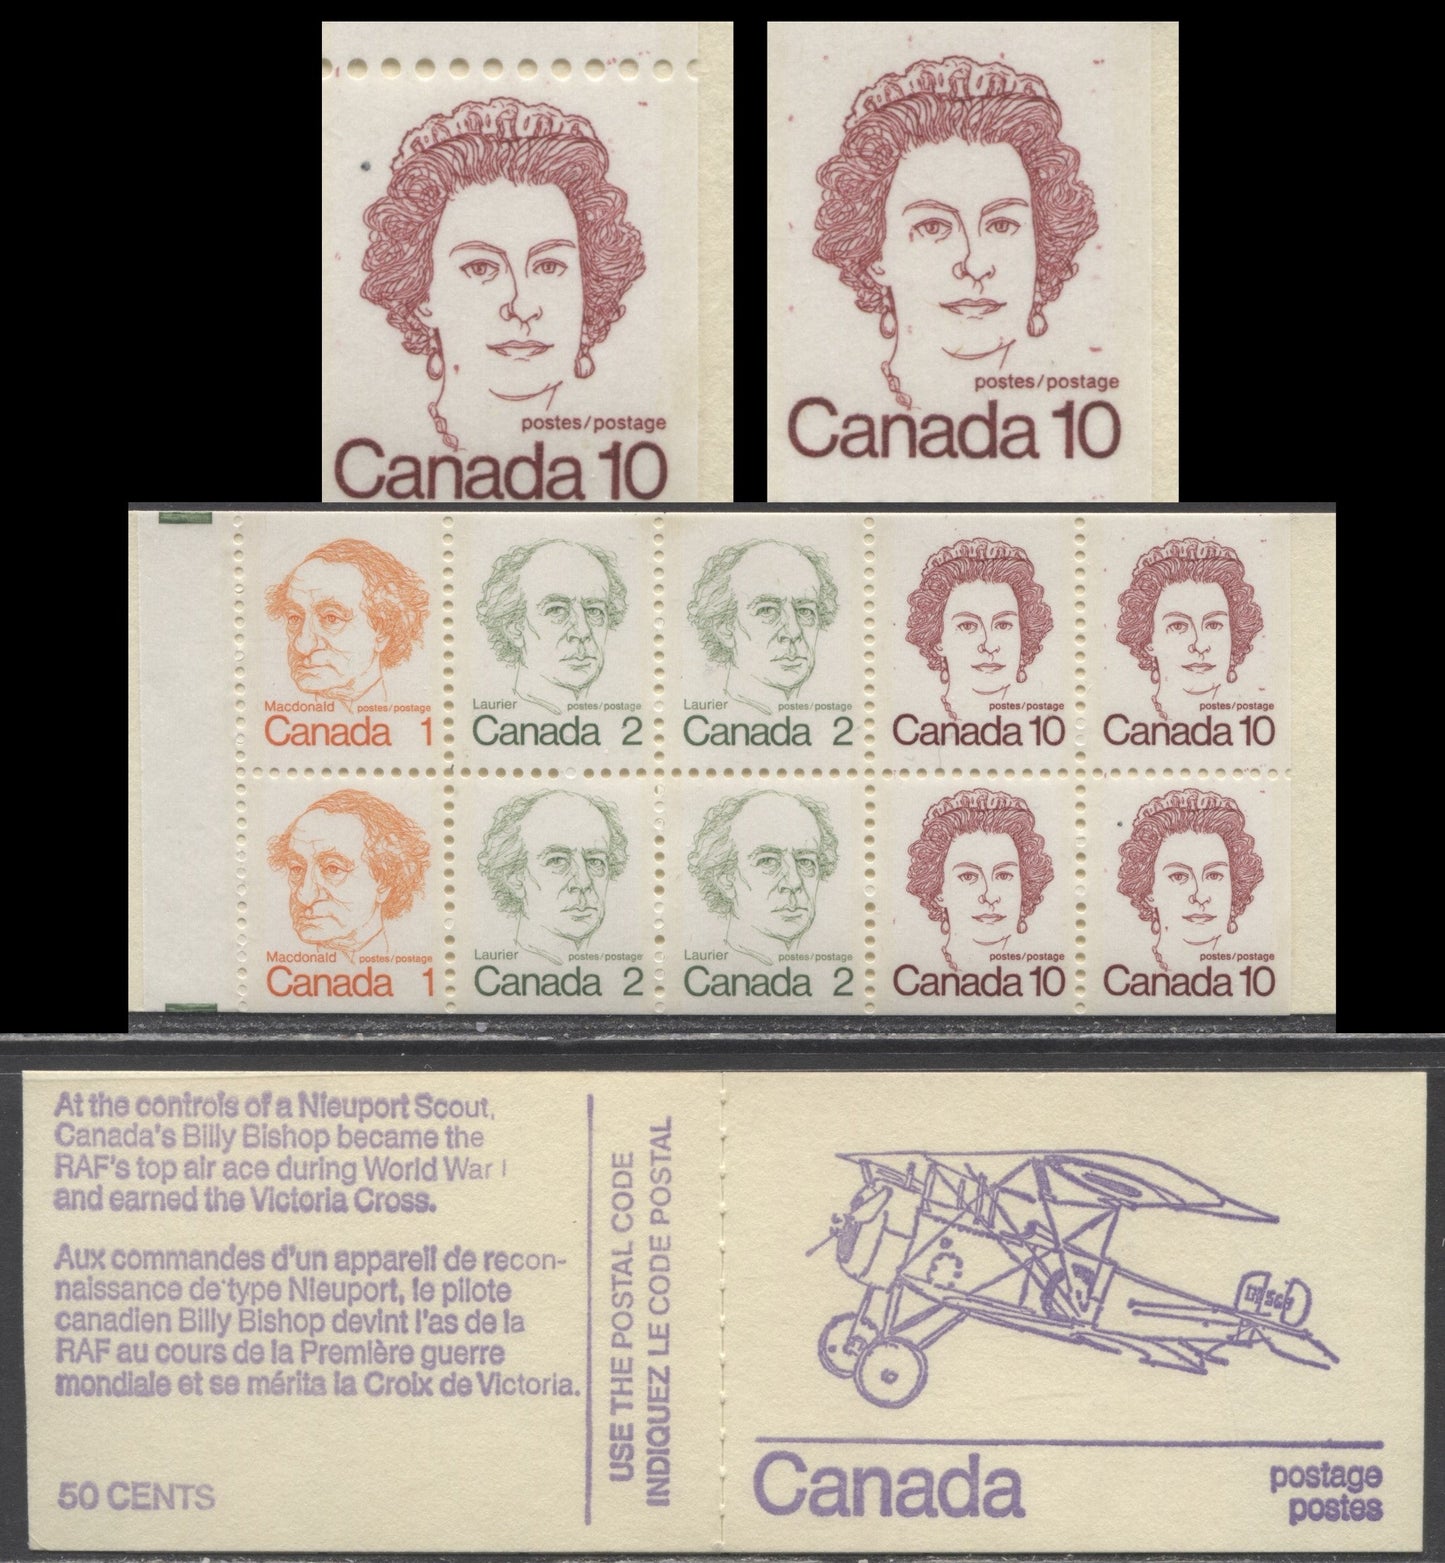 postes/postage
Canada 10
postes/postage
Canada 10
Macdonald postes/postage
Canada 1
Laurier postes/postage
Canada 2
Laurier postes/postage
Canada 2
postes/postage
Canada 10
postes/postage
Canada 10
Macdonald postes/postage
Canada 1
Laurier postes/postage
Canada 2
Laurier postes/postage
Canada 2
postes/postage
Canada 10
postes/postage
Canada 10
At the controls of a Nieuport Scout,
Canada's Billy Bishop became the
RAF's top air ace during World War I
and earned the Victoria Cross.
Aux commandes d'un appareil de recon-
naissance de type Nieuport, le pilote
canadien Billy Bishop devint l'as de la
RAF au cours de la Première guerre
mondiale et se mérita la Croix de Victoria.
50 CENTS
USE THE POSTAL CODE
INDIQUEZ LE CODE POSTAL
Canada
postage
postes